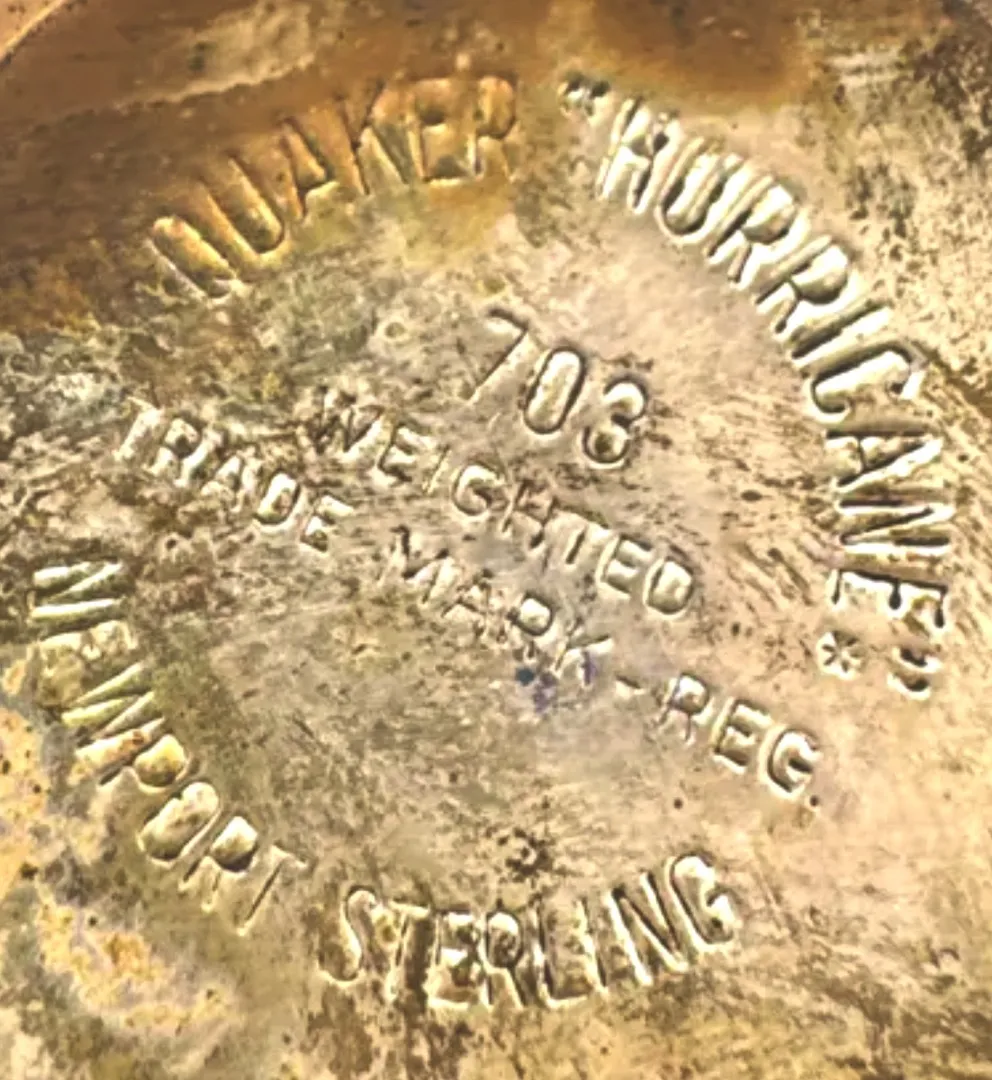 QUAKER "HURRICANE"
703
WEIGHTED
TRADE MARK - REG.
*
NEWPORT STERLING